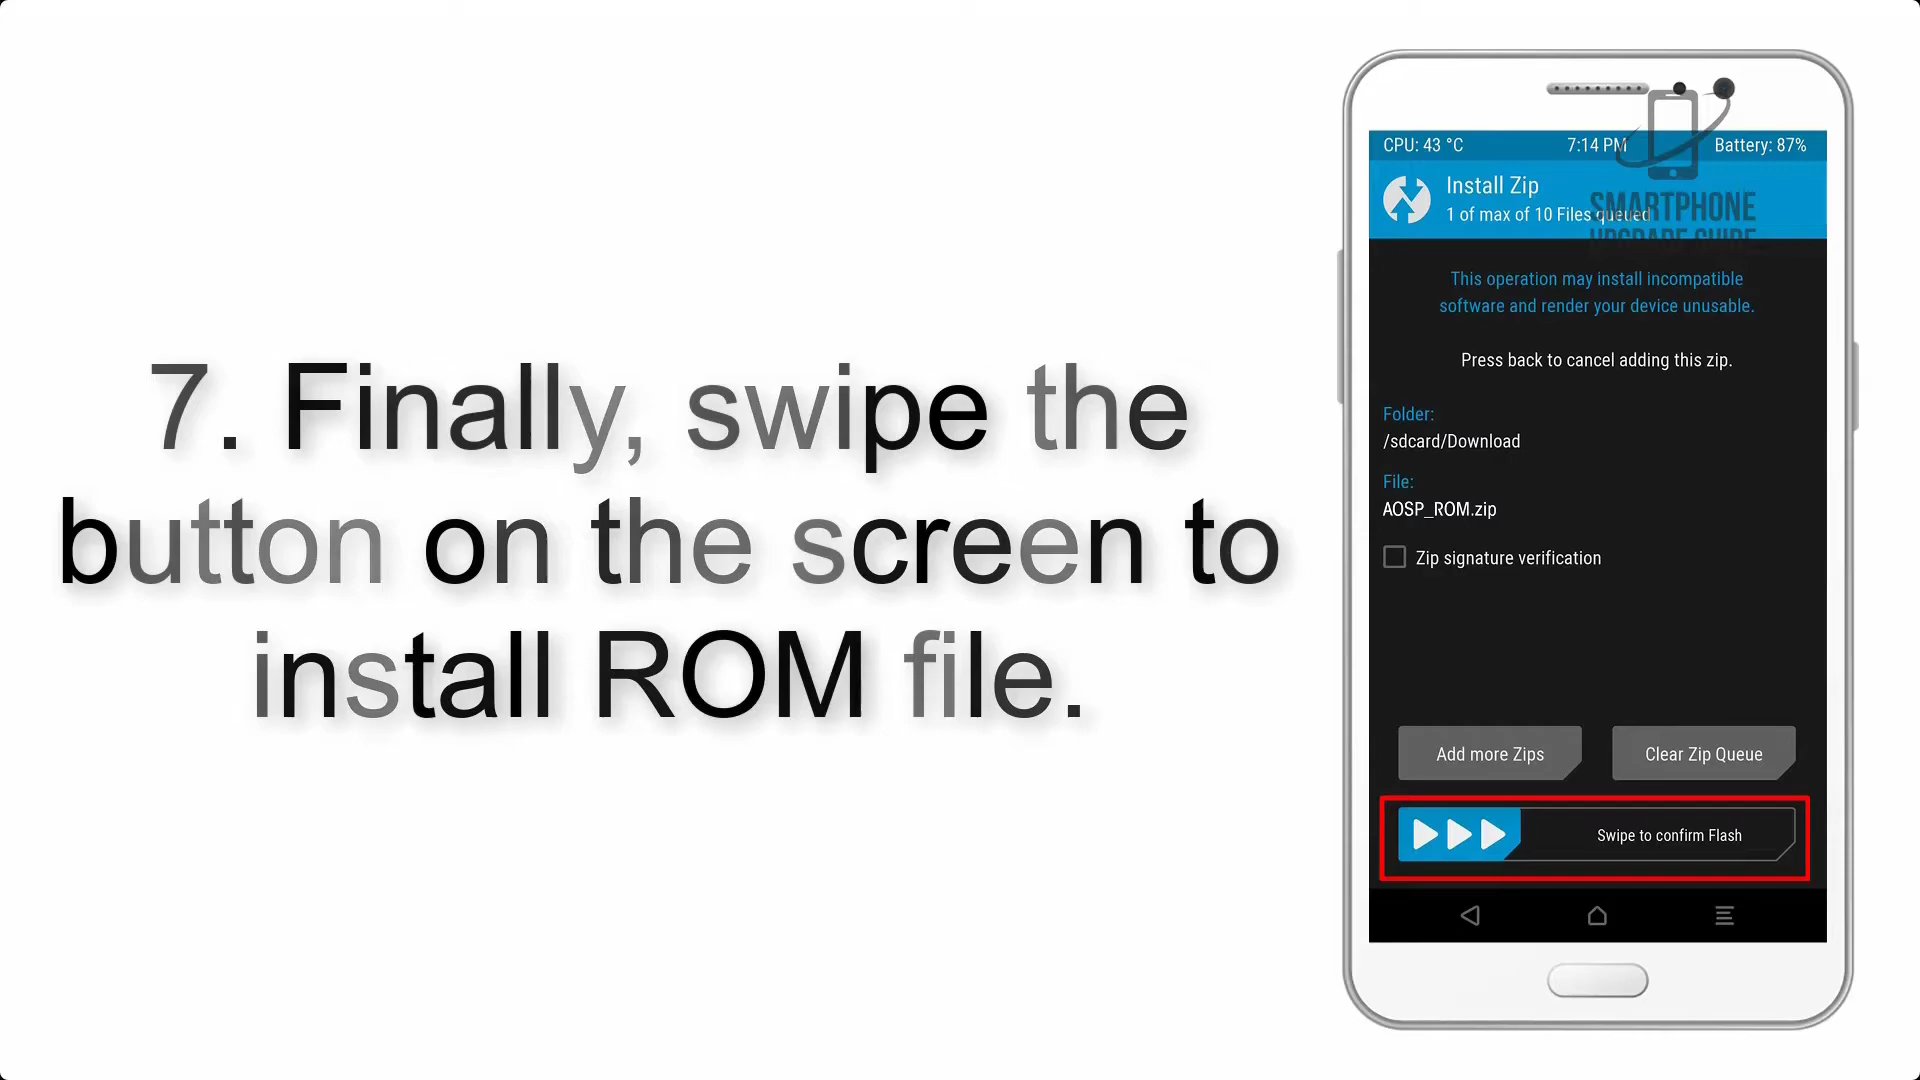 7. Finally, swipe the
button on the screen to
install ROM file.
CPU: 43 °C 7:14 PM Battery: 87%
Install Zip
1 of max of 10 Files queued
SMARTPHONE
UPGRADE GUIDE
This operation may install incompatible
software and render your device unusable.
Press back to cancel adding this zip.
Folder:
/sdcard/Download
File:
AOSP_ROM.zip
Zip signature verification
Add more Zips Clear Zip Queue
Swipe to confirm Flash